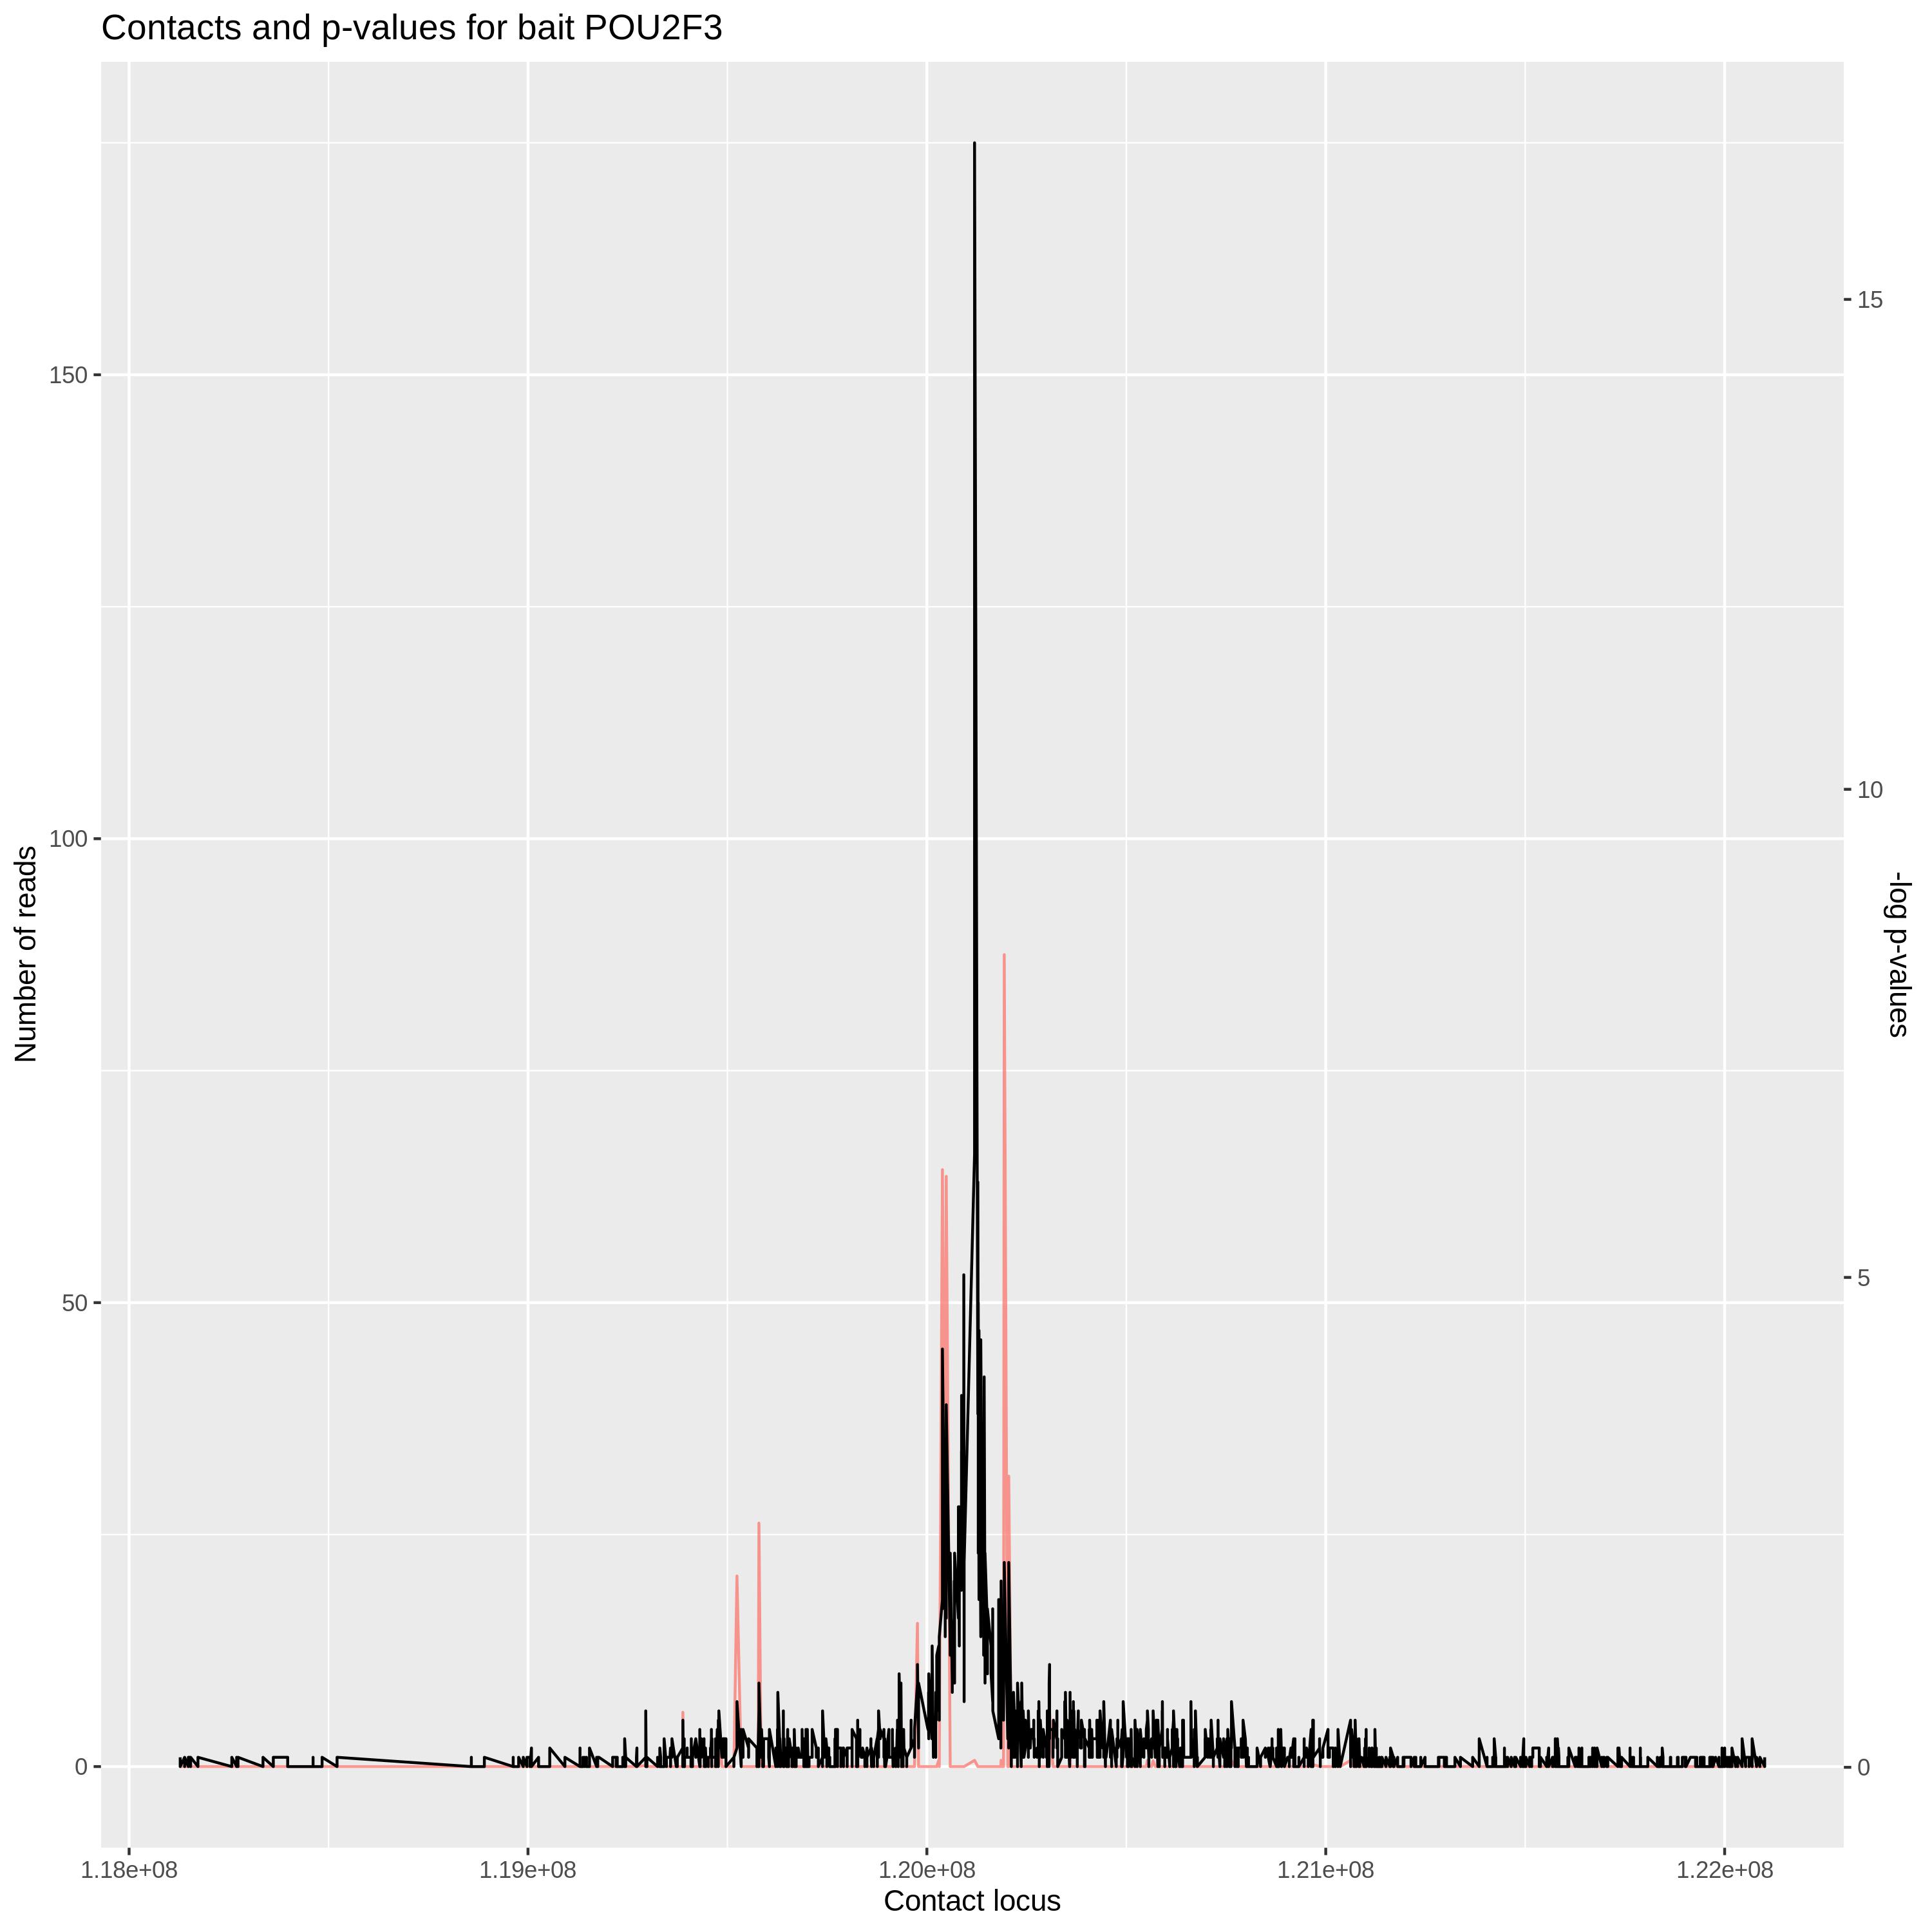 Contacts and p-values for bait POU2F3
Number of reads
150
100
50
0
15
10
5
0
-log p-values
1.18e+08
1.19e+08
1.20e+08
1.21e+08
1.22e+08
Contact locus